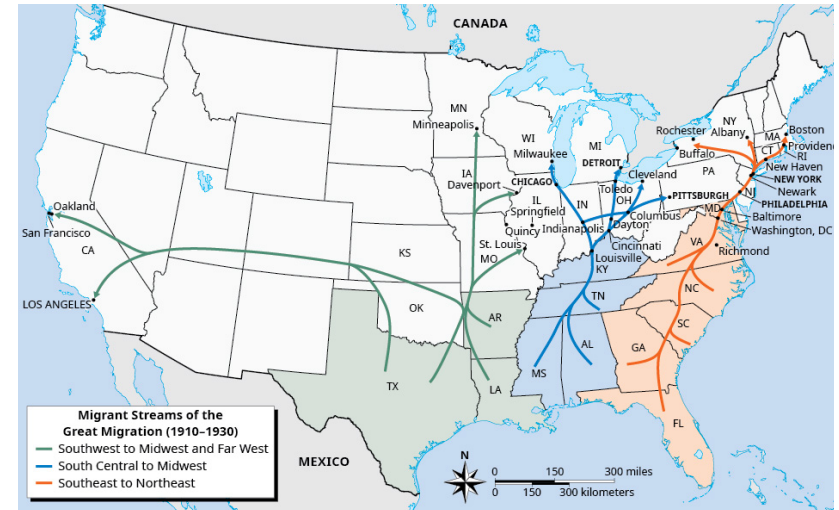 CANADA
MN
Minneapolis
WI
Milwaukee
MI
DETROIT
Rochester
NY
Albany
MA
Boston
Providenc
RI
CT
Buffalo
New Haven
NEW YORK
Newark
NJ
PHILADELPHIA
PA
Cleveland
Toledo
OH
PITTSBURGH
MD
Baltimore
Washington, DC
IA
Davenport
CHICAGO
IL
Springfield
Quincy
IN
Indianapolis
Dayton
Columbus
Cincinnati
Louisville
KY
St. Louis
MO
VA
Richmond
Oakland
San Francisco
CA
LOS ANGELES
KS
OK
AR
TN
NC
SC
GA
AL
MS
LA
TX
FL
MEXICO
Migrant Streams of the
Great Migration (1910–1930)
Southwest to Midwest and Far West
South Central to Midwest
Southeast to Northeast
N
0 150 300 miles
0 150 300 kilometers